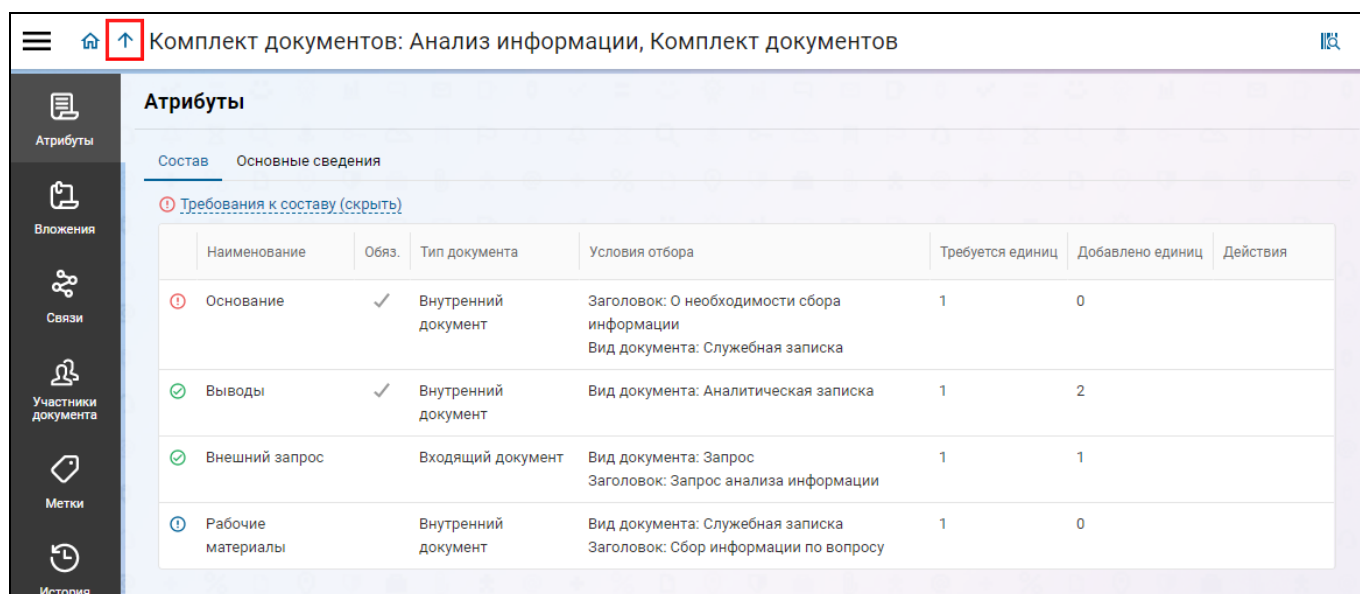 Комплект документов: Анализ информации, Комплект документов
Атрибуты
Вложения
Связи
Участники
документа
Метки
История
Атрибуты
Состав Основные сведения
Требования к составу (скрыть)
Наименование Обяз. Тип документа Условия отбора Требуется единиц Добавлено единиц Действия
Основание Внутренний Заголовок: О необходимости сбора 1 0
документ информации
Вид документа: Служебная записка
Выводы Внутренний Вид документа: Аналитическая записка 1 2
документ
Внешний запрос Входящий документ Вид документа: Запрос 1 1
Заголовок: Запрос анализа информации
Рабочие Внутренний Вид документа: Служебная записка 1 0
материалы документ Заголовок: Сбор информации по вопросу